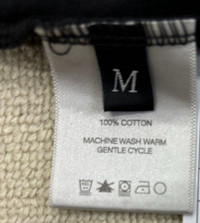 M
100% COTTON
MACHINE WASH WARM
GENTLE CYCLE